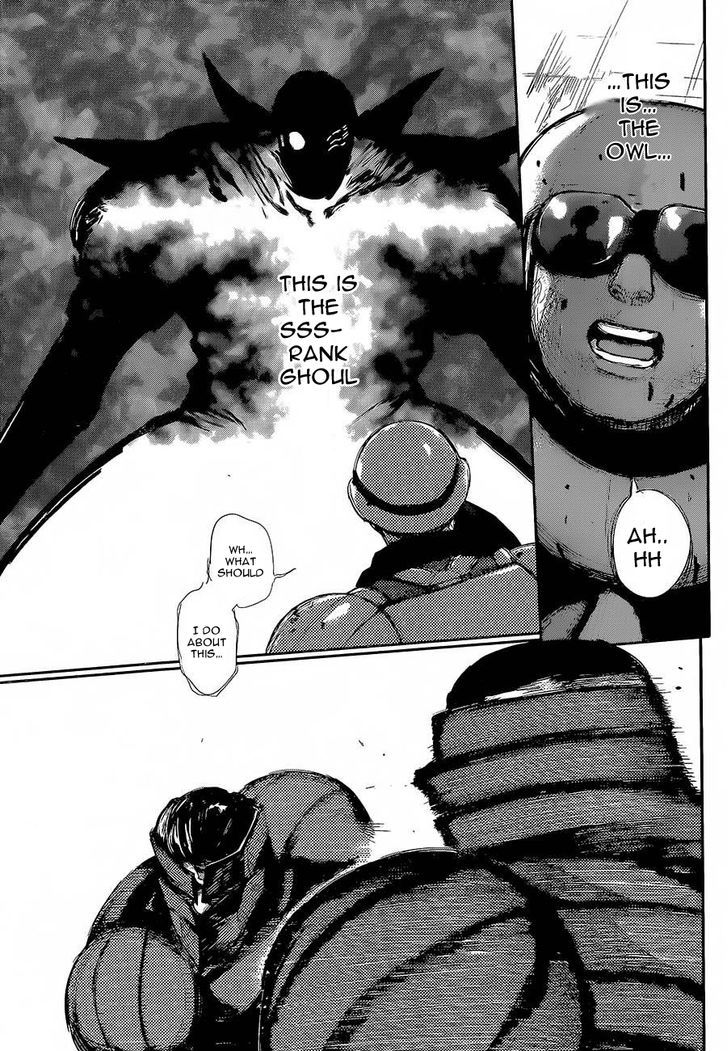 ...THIS
IS...
THE
OWL...
AH..
HH
THIS IS
THE
SSS-
RANK
GHOUL
WH...
WHAT
SHOULD
I DO
ABOUT
THIS...